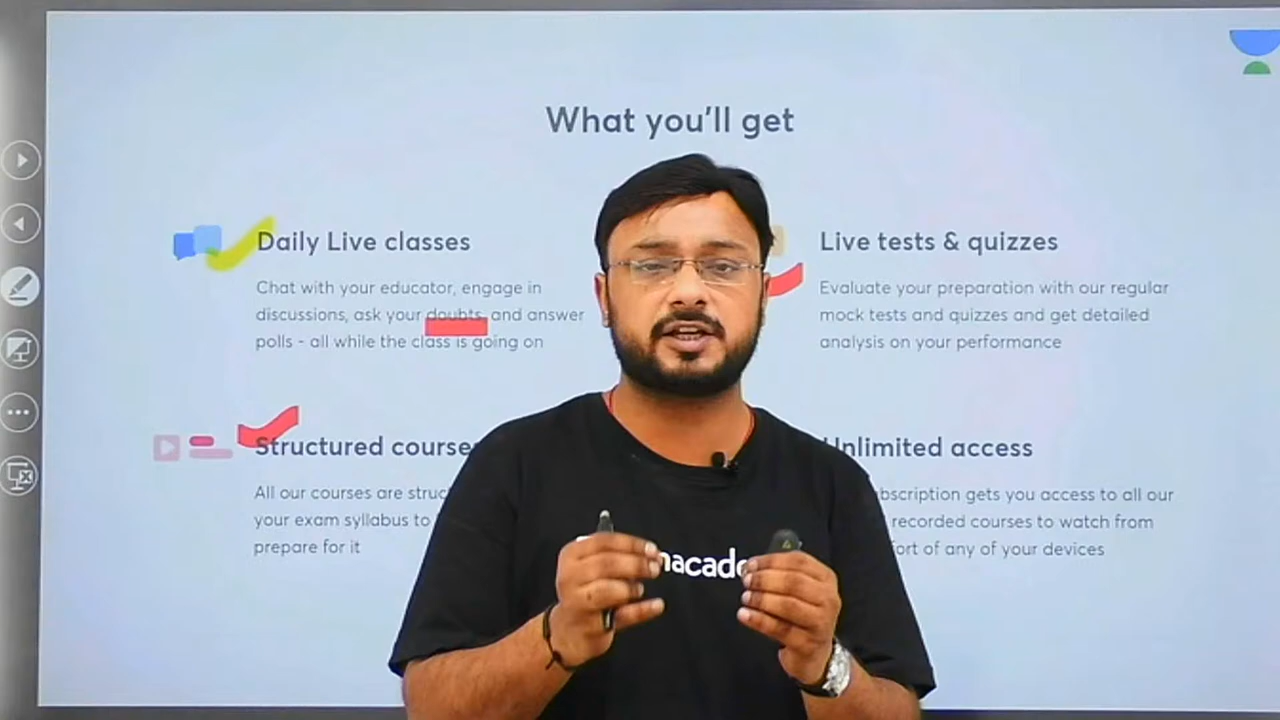 What you'll get
Daily Live classes
Chat with your educator, engage in
discussions, ask your doubts, and answer
polls - all while the class is going on
Live tests & quizzes
Evaluate your preparation with our regular
mock tests and quizzes and get detailed
analysis on your performance
Structured courses
All our courses are struc
your exam syllabus to
prepare for it
Unlimited access
bscription gets you access to all our
recorded courses to watch from
fort of any of your devices
nacade